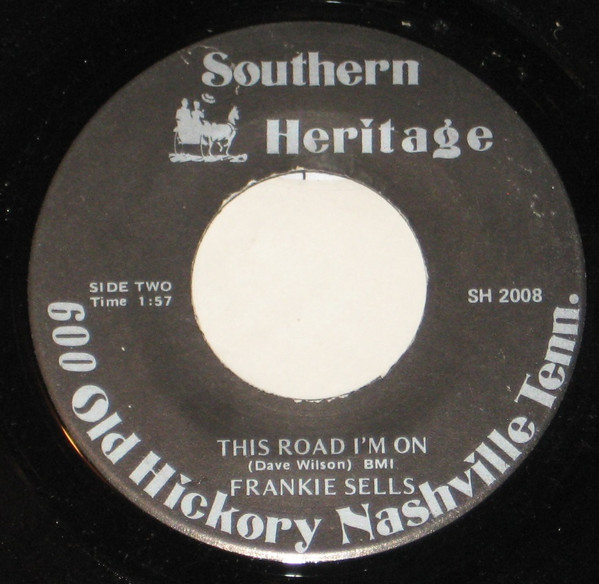 Southern
Heritage
SIDE TWO
Time 1:57
SH 2008
THIS ROAD I'M ON
(Dave Wilson) BMI
FRANKIE SELLS
600 Old Hickory Nashville Tenn.